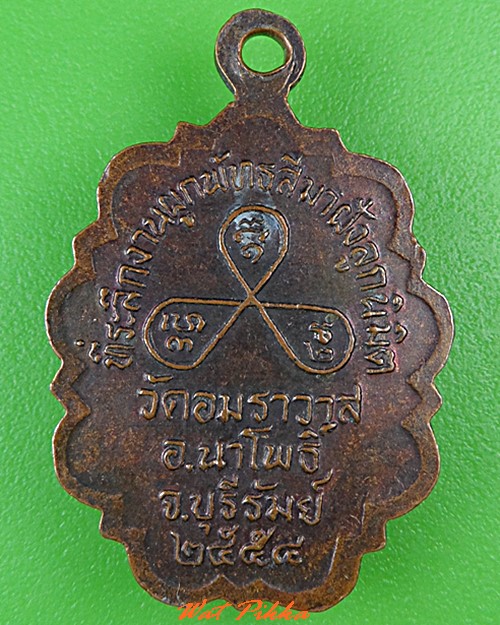 ที่ระลึกงานผูกพัทธสีมาฝังลูกนิมิต
วัดอมราวาส
อ.นาโพธิ์
จ.บุรีรัมย์
๒๕๕๔
Wat Pikka